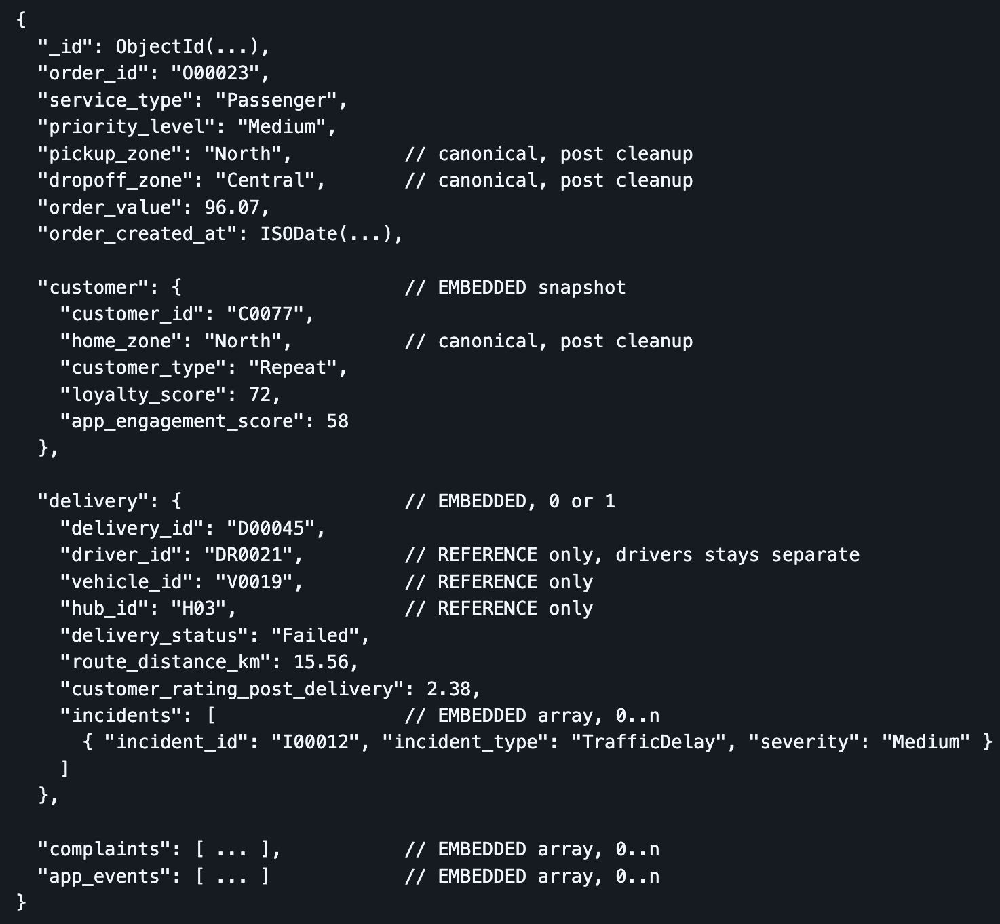 {
  "_id": ObjectId(...),
  "order_id": "O00023",
  "service_type": "Passenger",
  "priority_level": "Medium",
  "pickup_zone": "North",          // canonical, post cleanup
  "dropoff_zone": "Central",       // canonical, post cleanup
  "order_value": 96.07,
  "order_created_at": ISODate(...),

  "customer": {                    // EMBEDDED snapshot
    "customer_id": "C0077",
    "home_zone": "North",          // canonical, post cleanup
    "customer_type": "Repeat",
    "loyalty_score": 72,
    "app_engagement_score": 58
  },

  "delivery": {                    // EMBEDDED, 0 or 1
    "delivery_id": "D00045",
    "driver_id": "DR0021",         // REFERENCE only, drivers stays separate
    "vehicle_id": "V0019",         // REFERENCE only
    "hub_id": "H03",               // REFERENCE only
    "delivery_status": "Failed",
    "route_distance_km": 15.56,
    "customer_rating_post_delivery": 2.38,
    "incidents": [                 // EMBEDDED array, 0..n
      { "incident_id": "I00012", "incident_type": "TrafficDelay", "severity": "Medium" }
    ]
  },

  "complaints": [ ... ],           // EMBEDDED array, 0..n
  "app_events": [ ... ]            // EMBEDDED array, 0..n
}